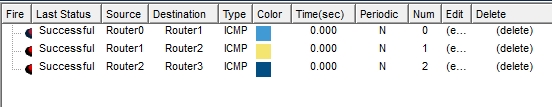 Fire Last Status Source Destination Type Color Time(sec) Periodic Num Edit Delete
Successful Router0 Router1 ICMP 0.000 N 0 (e... (delete)
Successful Router1 Router2 ICMP 0.000 N 1 (e... (delete)
Successful Router2 Router3 ICMP 0.000 N 2 (e... (delete)